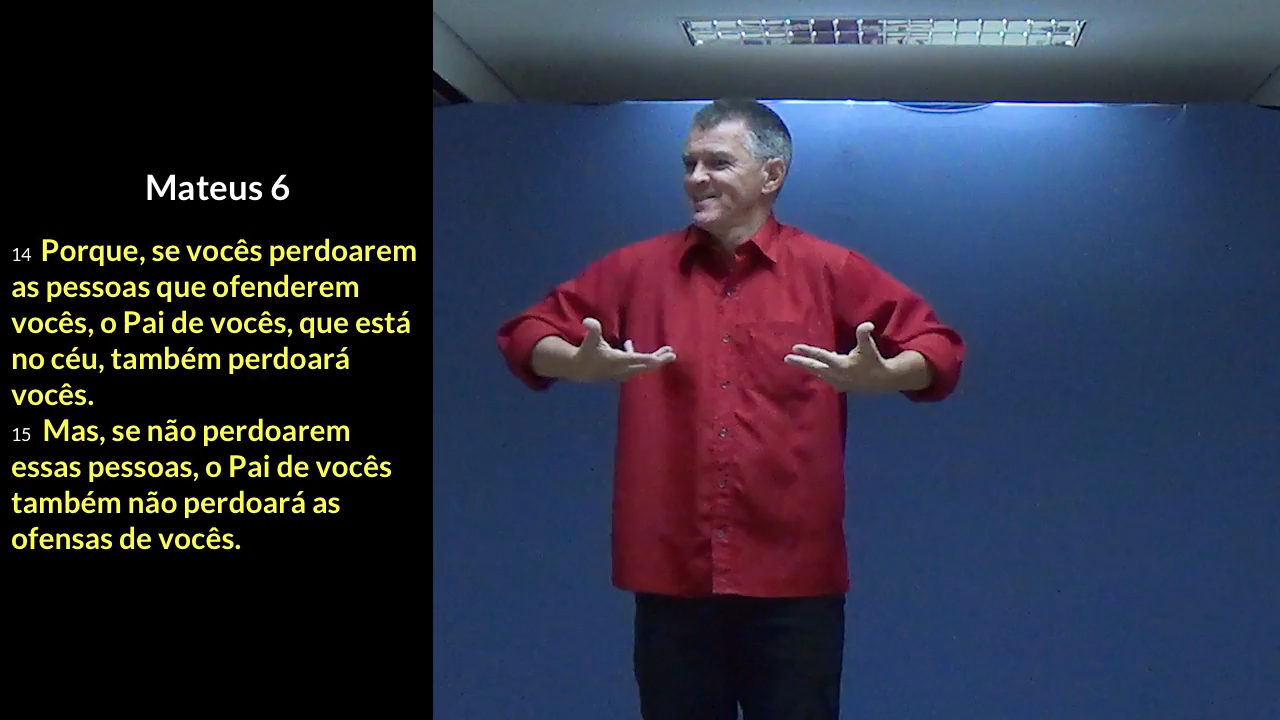 Mateus 6
14 Porque, se vocês perdoarem
as pessoas que ofenderem
vocês, o Pai de vocês, que está
no céu, também perdoará
vocês.
15 Mas, se não perdoarem
essas pessoas, o Pai de vocês
também não perdoará as
ofensas de vocês.